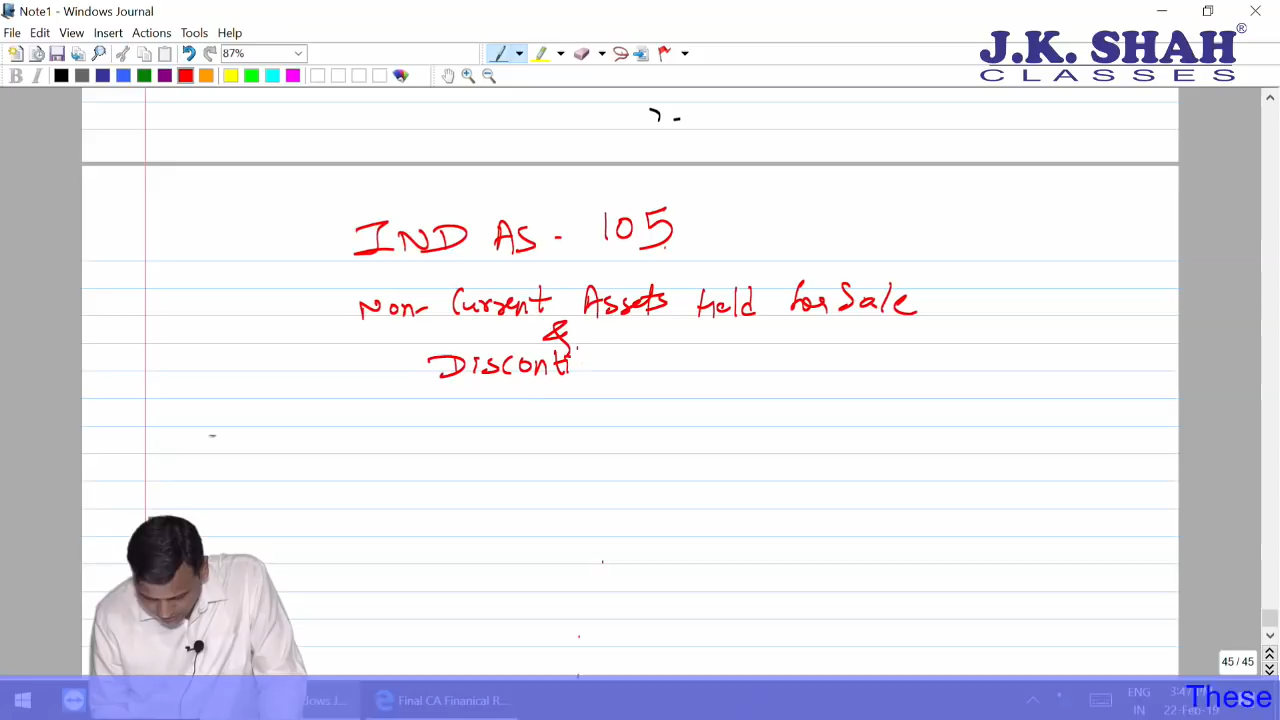 Note1 - Windows Journal
File Edit View Insert Actions Tools Help
87%
B I
J.K. SHAH®
CLASSES
IND AS - 105
Non-Current Assets Held for Sale
&
Disconti
45 / 45
Final CA Finanical R...
ENG
IN
22-Feb-19
These